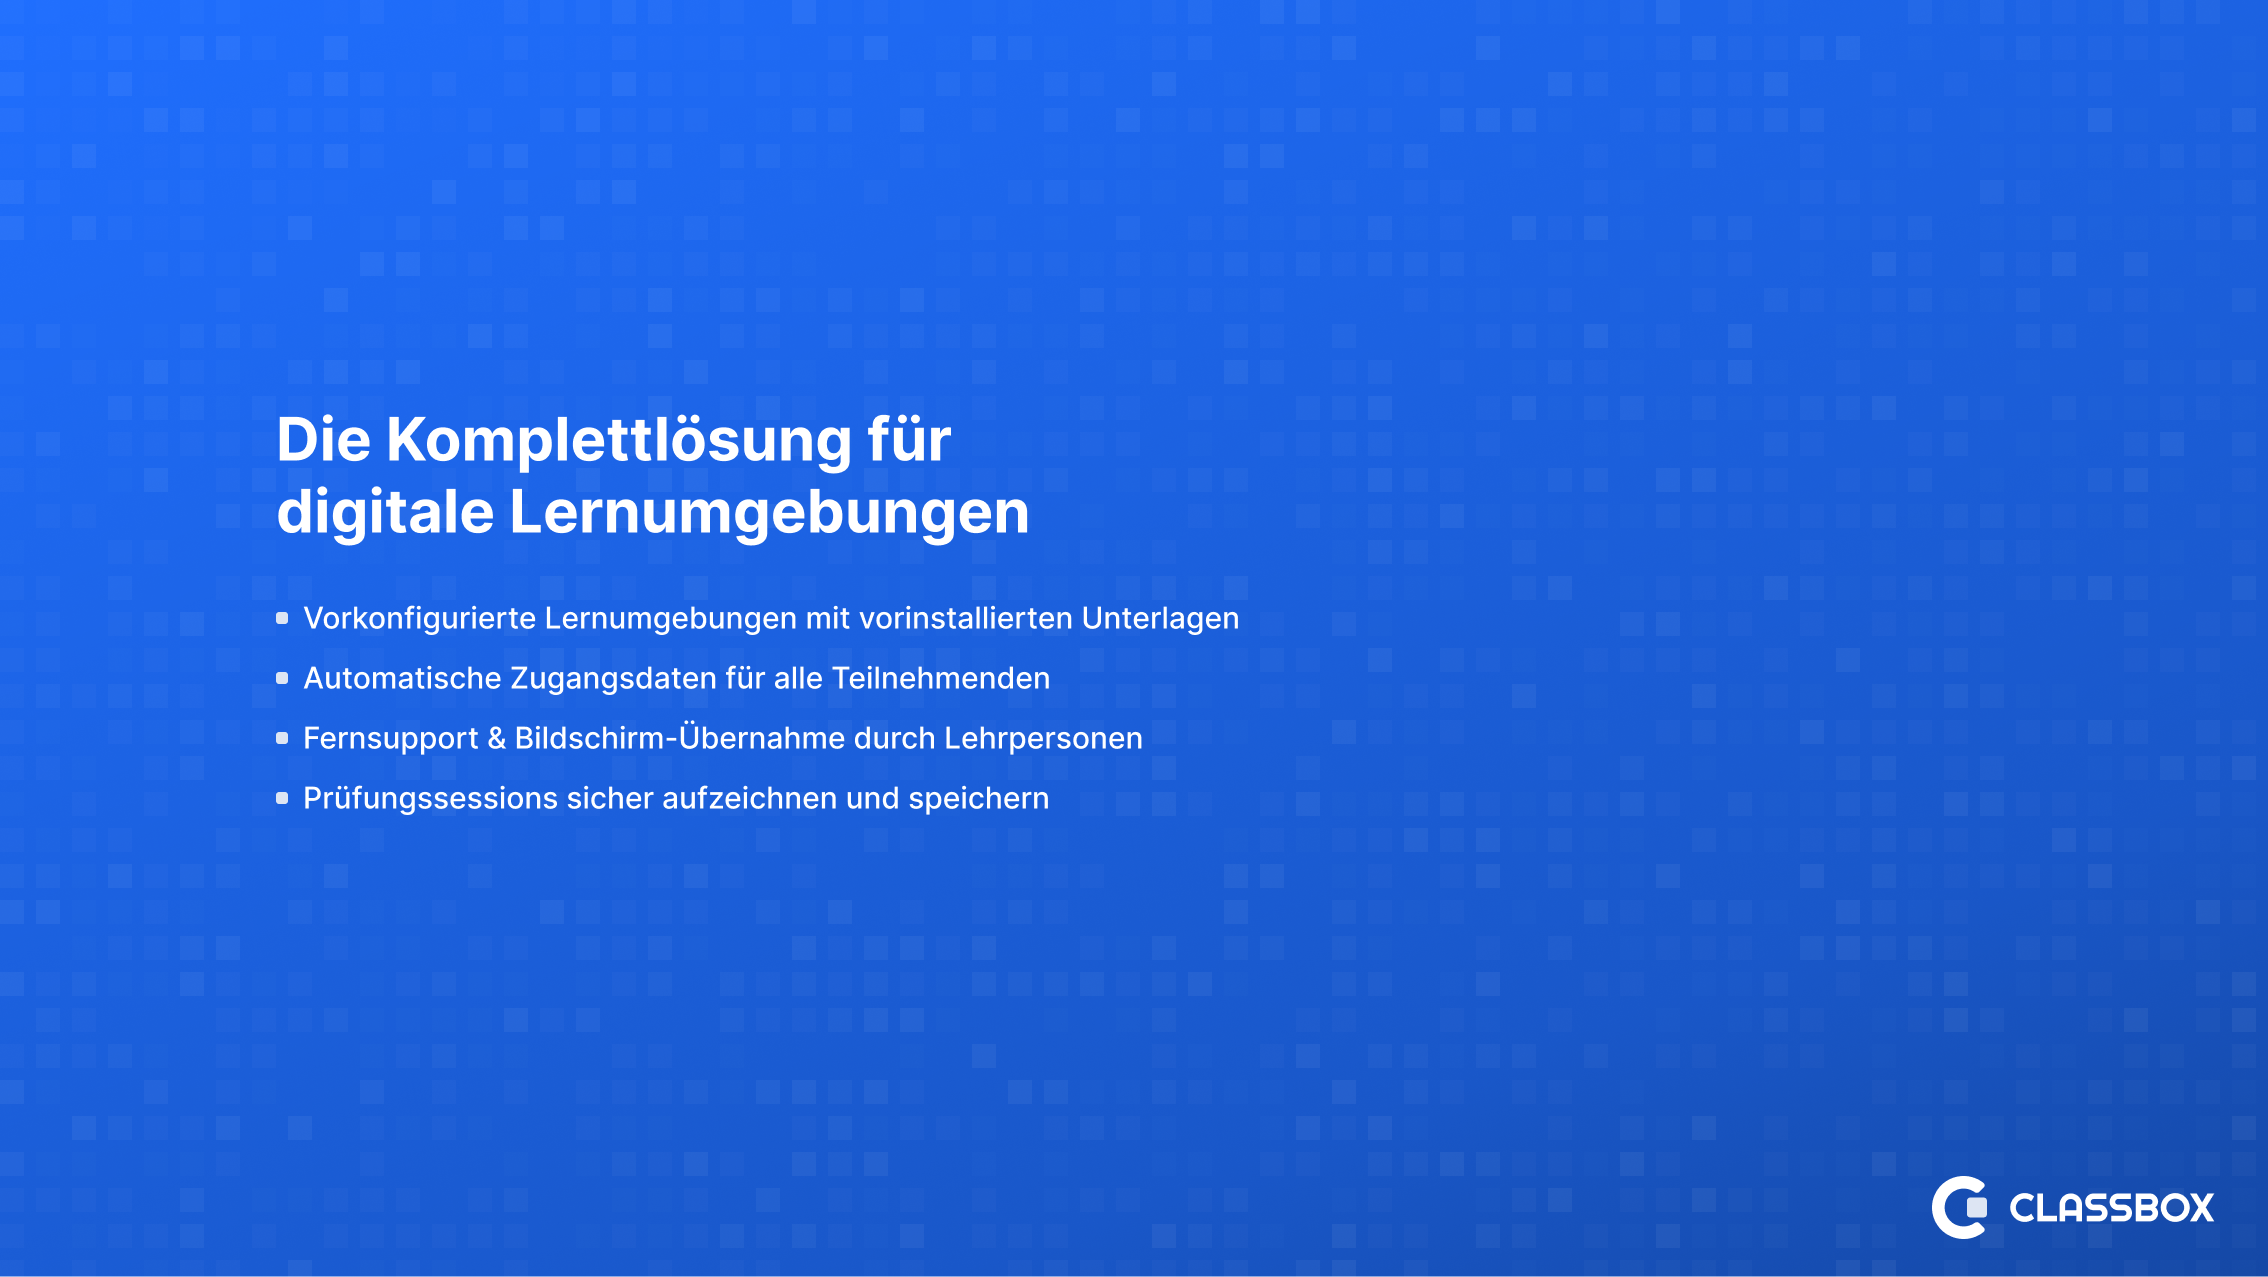 Die Komplettlösung für
digitale Lernumgebungen
Vorkonfigurierte Lernumgebungen mit vorinstallierten Unterlagen
Automatische Zugangsdaten für alle Teilnehmenden
Fernsupport & Bildschirm-Übernahme durch Lehrpersonen
Prüfungssessions sicher aufzeichnen und speichern
CLASSBOX